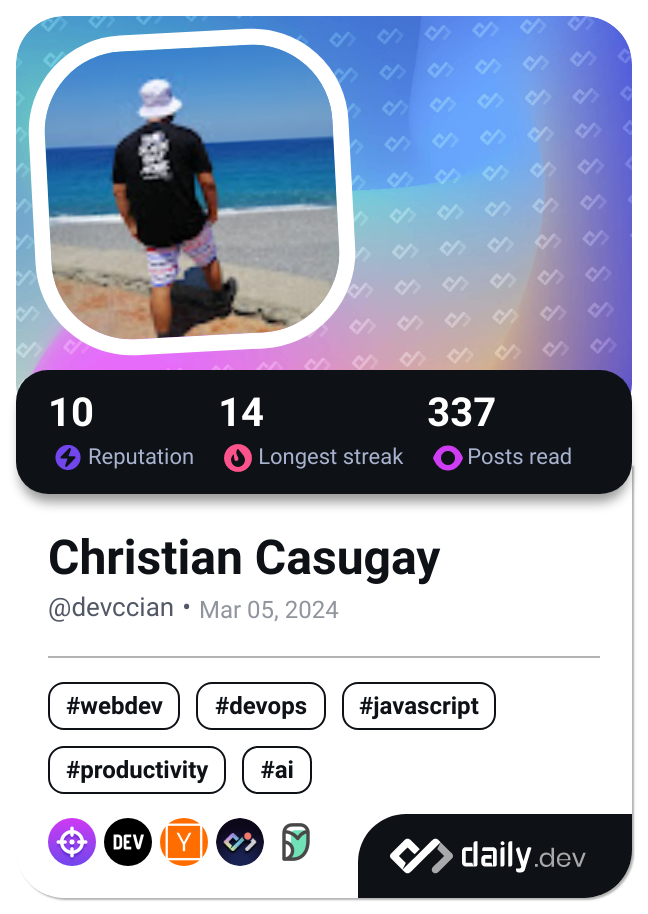 10 14 337
Reputation Longest streak Posts read
Christian Casugay
@devccian • Mar 05, 2024
#webdev #devops #javascript
#productivity #ai
DEV Y daily.dev